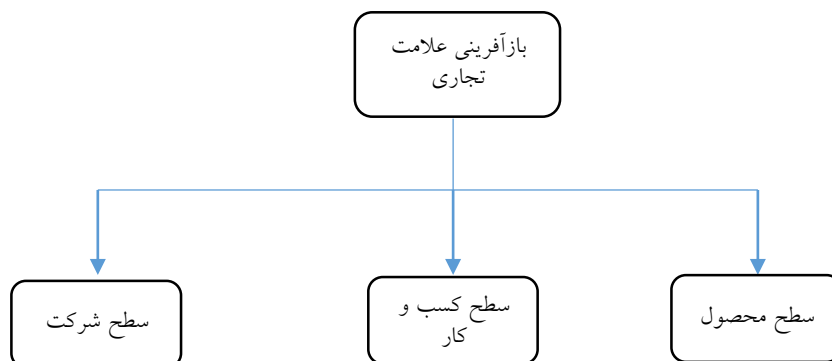 بازآفرینی علامت
تجاری
سطح محصول
سطح کسب و
کار
سطح شرکت